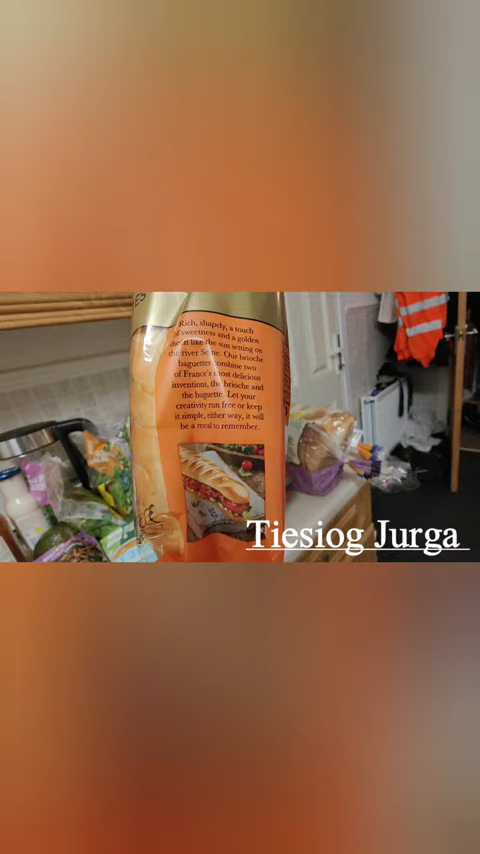 ES
Rich, shapely, a touch
of sweetness and a golden
sheen like the sun setting on
the river Seine. Our brioche
baguettes combine two
of France's most delicious
inventions, the brioche and
the baguette. Let your
creativity run free or keep
it simple, either way, it will
be a meal to remember.
Tiesiog Jurga